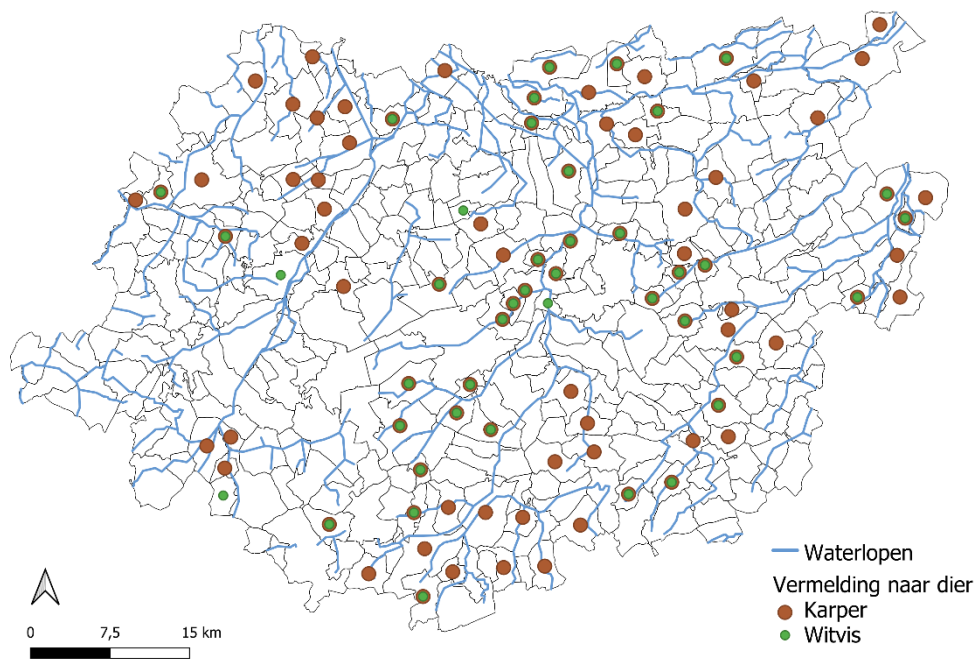 Waterlopen
Vermelding naar dier
Karper
Witvis
0 7,5 15 km